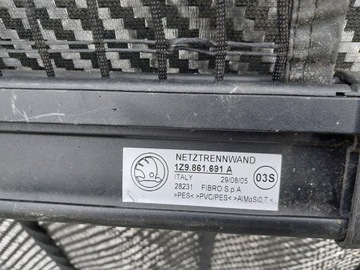 NETZTRENNWAND
1Z9.861.691 A
ITALY 29/08/05
28231 FIBRO S.p.A
>PES< >PVC/PES< >AlMgSi0,7<
03S